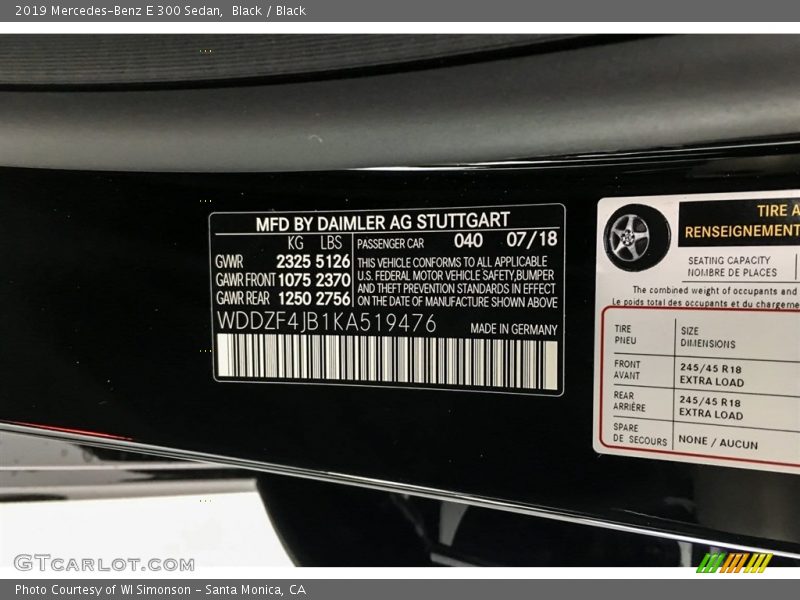 2019 Mercedes-Benz E 300 Sedan, Black / Black
MFD BY DAIMLER AG STUTTGART
KG LBS
GVWR 2325 5126
GAWR FRONT 1075 2370
GAWR REAR 1250 2756
PASSENGER CAR 040 07/18
THIS VEHICLE CONFORMS TO ALL APPLICABLE
U.S. FEDERAL MOTOR VEHICLE SAFETY,BUMPER
AND THEFT PREVENTION STANDARDS IN EFFECT
ON THE DATE OF MANUFACTURE SHOWN ABOVE
WDDZF4JB1KA519476 MADE IN GERMANY
TIRE A
RENSEIGNEMENT
SEATING CAPACITY
NOMBRE DE PLACES
The combined weight of occupants and
Le poids total des occupants et du chargeme
TIRE SIZE
PNEU DIMENSIONS
FRONT 245/45 R18
AVANT EXTRA LOAD
REAR 245/45 R18
ARRIÈRE EXTRA LOAD
SPARE
DE SECOURS NONE / AUCUN
GTCARLOT.COM
Photo Courtesy of WI Simonson - Santa Monica, CA